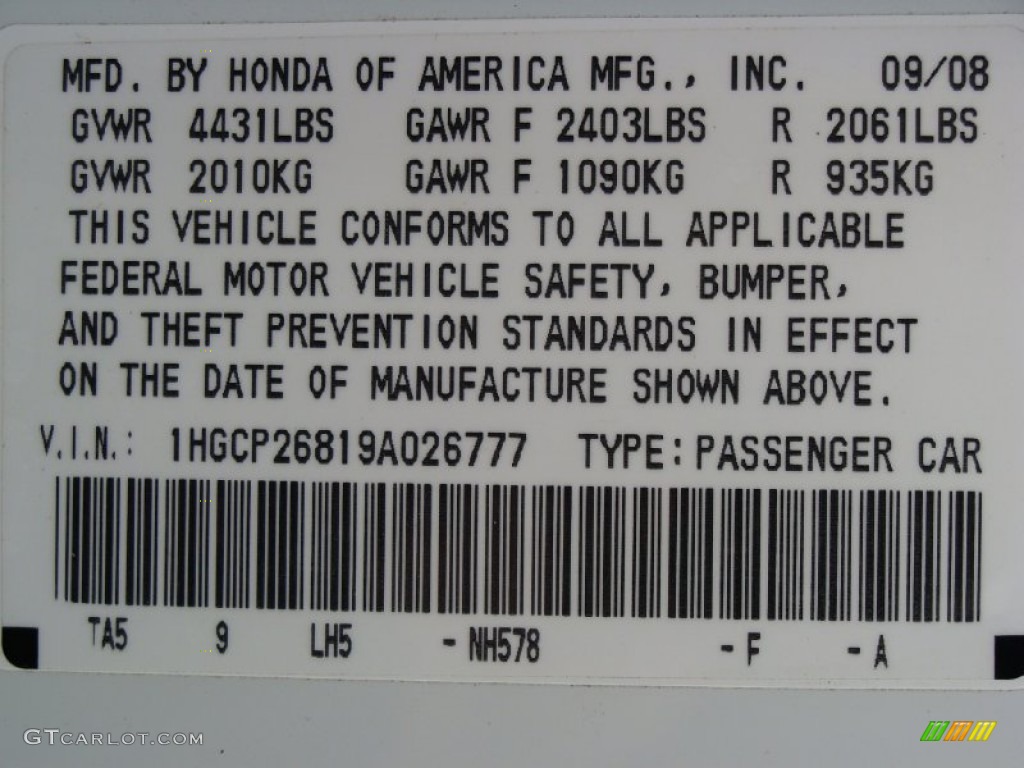 MFD. BY HONDA OF AMERICA MFG., INC. 09/08
GVWR 4431LBS GAWR F 2403LBS R 2061LBS
GVWR 2010KG GAWR F 1090KG R 935KG
THIS VEHICLE CONFORMS TO ALL APPLICABLE
FEDERAL MOTOR VEHICLE SAFETY, BUMPER,
AND THEFT PREVENTION STANDARDS IN EFFECT
ON THE DATE OF MANUFACTURE SHOWN ABOVE.
V.I.N.: 1HGCP26819A026777 TYPE: PASSENGER CAR
TA5 9 LH5 -NH578 -F -A
GTCARLOT.COM